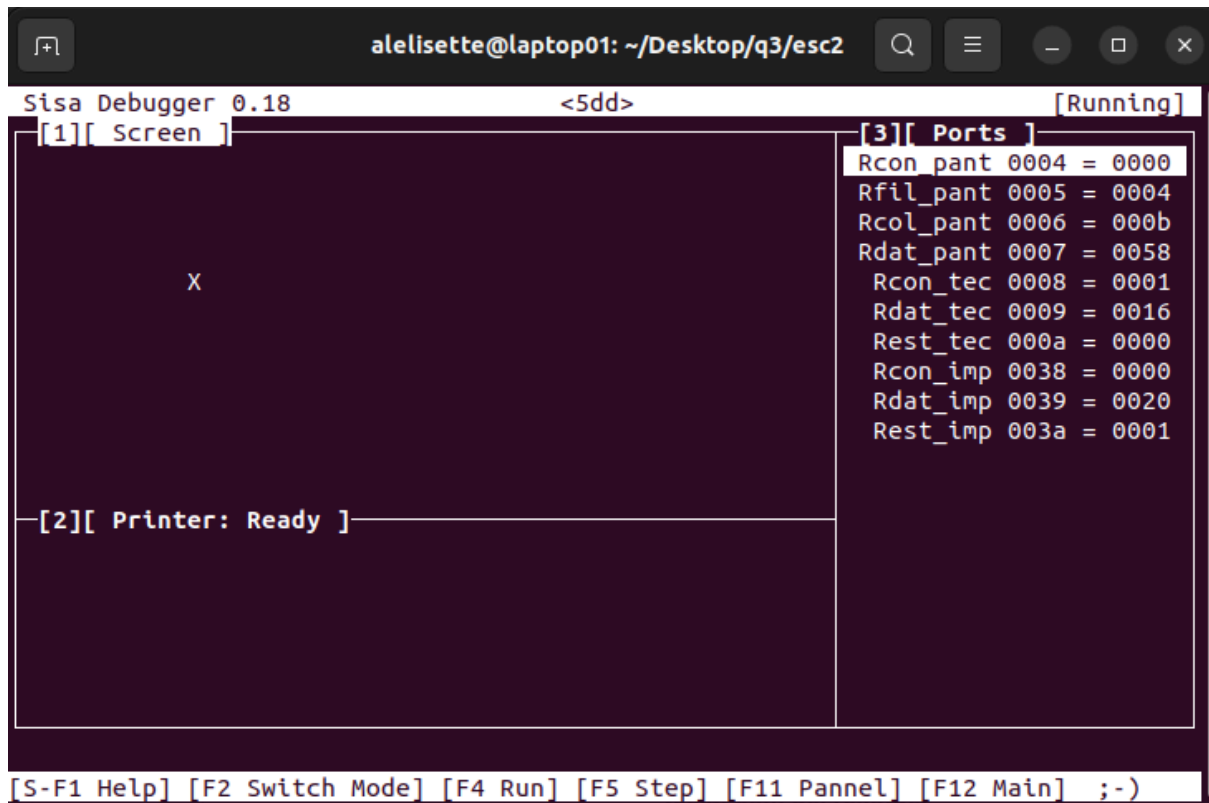 alelisette@laptop01: ~/Desktop/q3/esc2
Sisa Debugger 0.18 <5dd> [Running]
[1][ Screen ]
X
[2][ Printer: Ready ]
[3][ Ports ]
Rcon_pant 0004 = 0000
Rfil_pant 0005 = 0004
Rcol_pant 0006 = 000b
Rdat_pant 0007 = 0058
Rcon_tec 0008 = 0001
Rdat_tec 0009 = 0016
Rest_tec 000a = 0000
Rcon_imp 0038 = 0000
Rdat_imp 0039 = 0020
Rest_imp 003a = 0001
[S-F1 Help] [F2 Switch Mode] [F4 Run] [F5 Step] [F11 Pannel] [F12 Main] ;-)